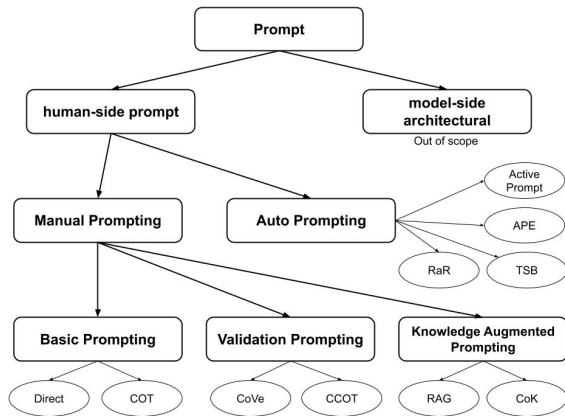 Prompt
human-side prompt
model-side
architectural
Out of scope
Active
Prompt
Manual Prompting
Auto Prompting
APE
RaR
TSB
Basic Prompting
Validation Prompting
Knowledge Augmented
Prompting
Direct
COT
CoVe
CCOT
RAG
CoK